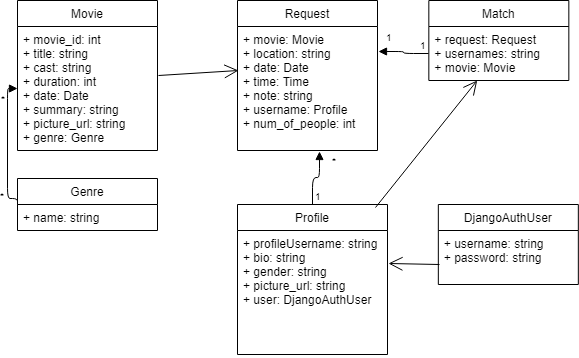 Movie
+ movie_id: int
+ title: string
+ cast: string
+ duration: int
+ date: Date
+ summary: string
+ picture_url: string
+ genre: Genre
Request
+ movie: Movie
+ location: string
+ date: Date
+ time: Time
+ note: string
+ username: Profile
+ num_of_people: int
1
1
Match
+ request: Request
+ usernames: string
+ movie: Movie
*
*
Genre
+ name: string
*
1
Profile
+ profileUsername: string
+ bio: string
+ gender: string
+ picture_url: string
+ user: DjangoAuthUser
DjangoAuthUser
+ username: string
+ password: string